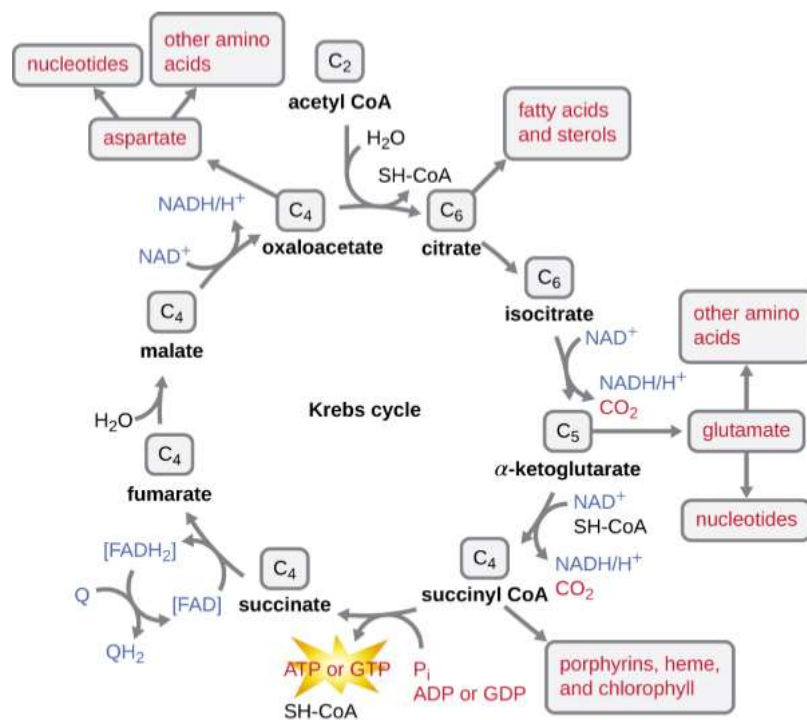 other amino
acids
nucleotides
C₂
acetyl CoA
fatty acids
and sterols
aspartate
H₂O
SH-CoA
NADH/H⁺
C₄
oxaloacetate
C₆
citrate
NAD⁺
C₆
isocitrate
C₄
malate
NAD⁺
other amino
acids
NADH/H⁺
CO₂
H₂O
Krebs cycle
C₅
α-ketoglutarate
glutamate
C₄
fumarate
NAD⁺
SH-CoA
nucleotides
[FADH₂]
C₄
succinate
C₄
succinyl CoA
NADH/H⁺
CO₂
Q
[FAD]
QH₂
ATP or GTP
SH-CoA
Pᵢ
ADP or GDP
porphyrins, heme,
and chlorophyll